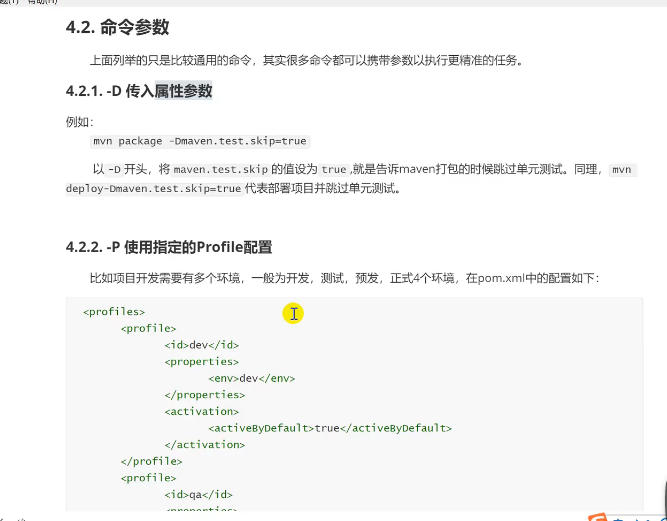 4.2. 命令参数
上面列举的只是比较通用的命令，其实很多命令都可以携带参数以执行更精准的任务。
4.2.1. -D 传入属性参数
例如：
mvn package -Dmaven.test.skip=true
以 -D 开头，将 maven.test.skip 的值设为 true ,就是告诉maven打包的时候跳过单元测试。同理， mvn
deploy-Dmaven.test.skip=true 代表部署项目并跳过单元测试。
4.2.2. -P 使用指定的Profile配置
比如项目开发需要有多个环境，一般为开发，测试，预发，正式4个环境，在pom.xml中的配置如下：
<profiles>
<profile>
<id>dev</id>
<properties>
<env>dev</env>
</properties>
<activation>
<activeByDefault>true</activeByDefault>
</activation>
</profile>
<profile>
<id>qa</id>
<properties>